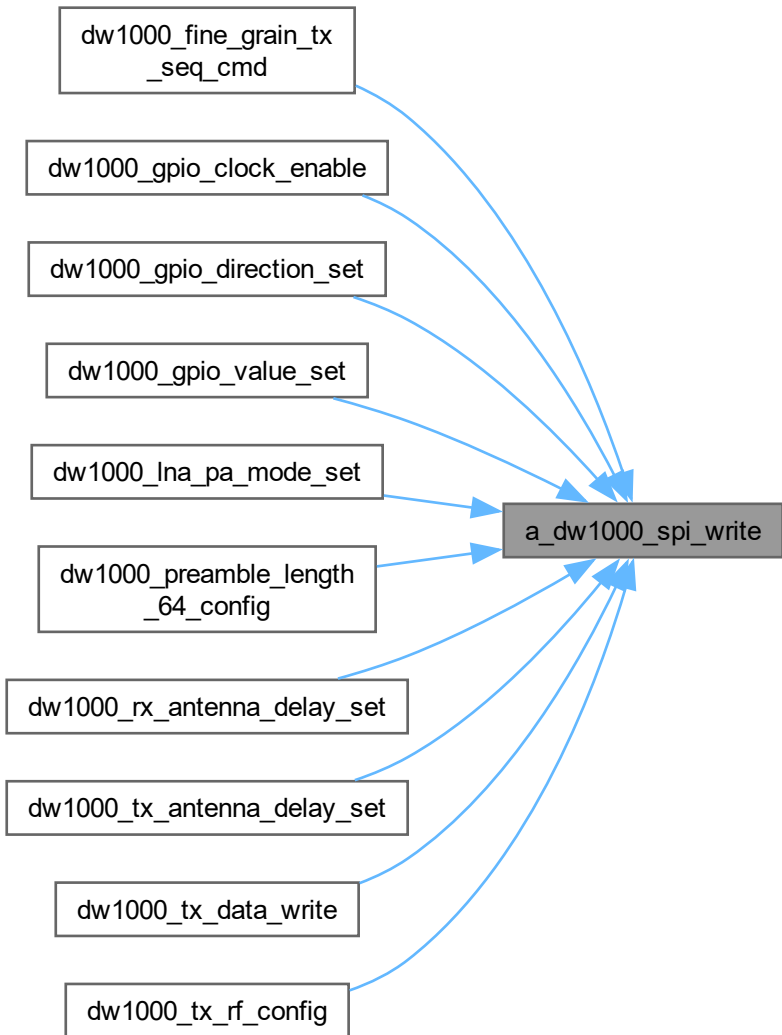 dw1000_fine_grain_tx
_seq_cmd
dw1000_gpio_clock_enable
dw1000_gpio_direction_set
dw1000_gpio_value_set
dw1000_lna_pa_mode_set
a_dw1000_spi_write
dw1000_preamble_length
_64_config
dw1000_rx_antenna_delay_set
dw1000_tx_antenna_delay_set
dw1000_tx_data_write
dw1000_tx_rf_config